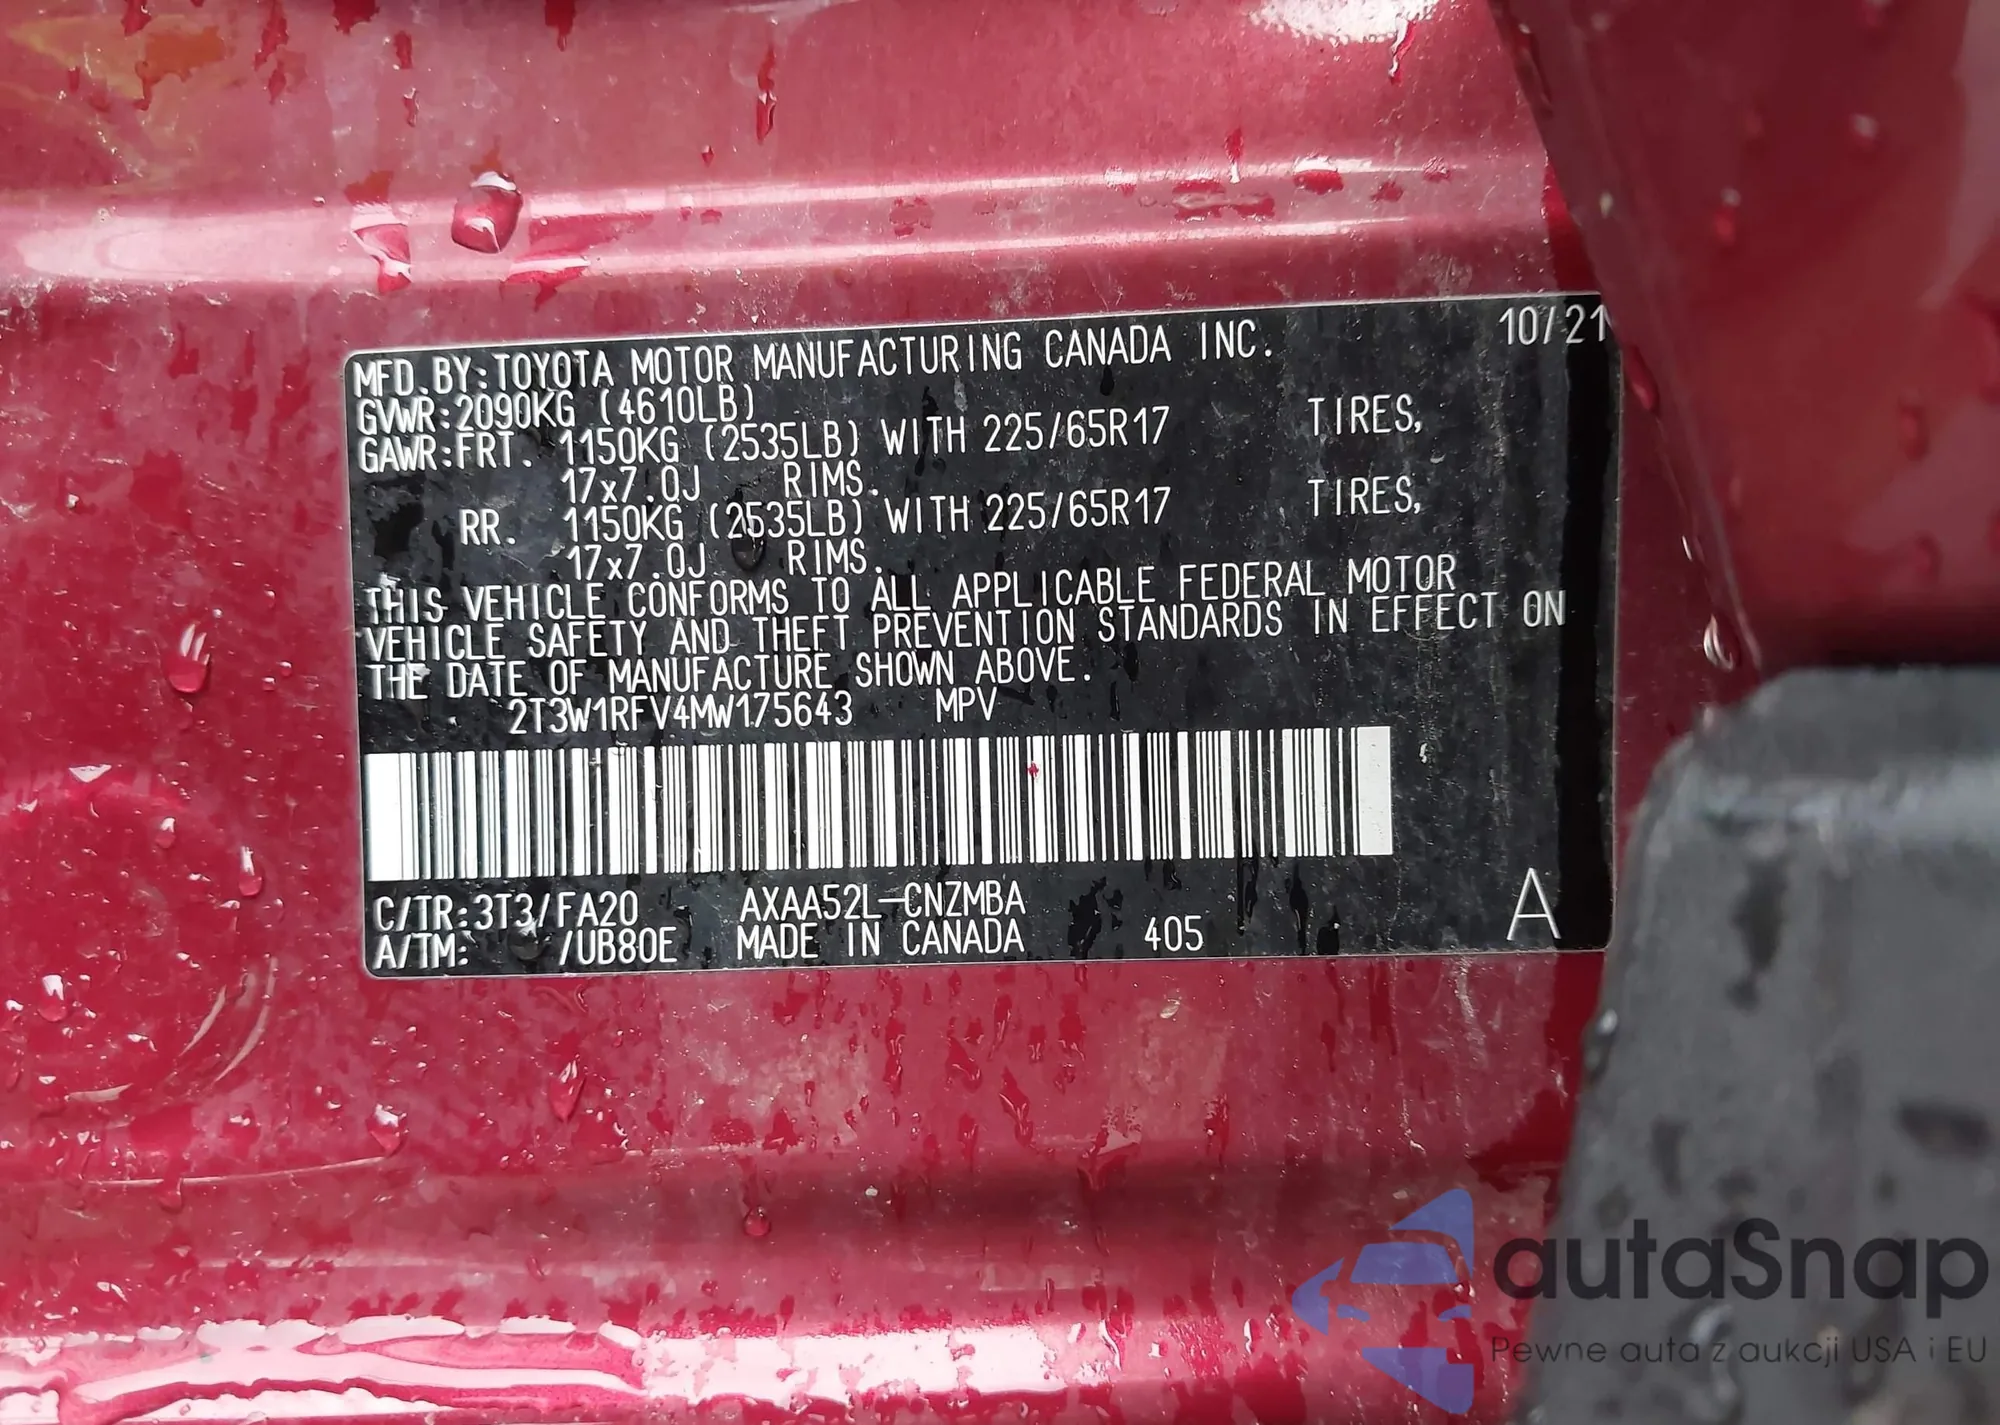 MFD. BY: TOYOTA MOTOR MANUFACTURING CANADA INC. 10/21
GVWR: 2090KG (4610LB)
GAWR: FRT. 1150KG (2535LB) WITH 225/65R17 TIRES,
17x7.0J RIMS.
RR. 1150KG (2535LB) WITH 225/65R17 TIRES,
17x7.0J RIMS.
THIS VEHICLE CONFORMS TO ALL APPLICABLE FEDERAL MOTOR
VEHICLE SAFETY AND THEFT PREVENTION STANDARDS IN EFFECT ON
THE DATE OF MANUFACTURE SHOWN ABOVE.
2T3W1RFV4MW175643 MPV
C/TR: 3T3/FA20 AXAA52L-CNZMBA
A/TM: /UB80E MADE IN CANADA 405 A
autaSnap
Pewne auta z aukcji USA i EU